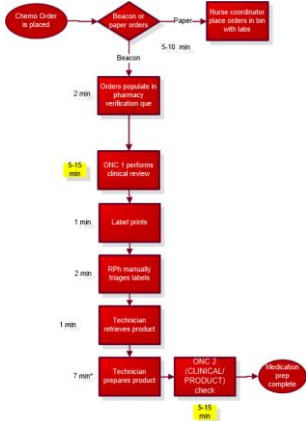 Chemo Order
is placed
Beacon or
paper orders
Paper
Nurse coordinator
place orders in bin
with labs
5-10 min
Beacon
2 min
Orders populate in
pharmacy
verification que
5-15
min
ONC 1 performs
clinical review
1 min
Label prints
2 min
RPh manually
triages labels
1 min
Technician
retrieves product
7 min*
Technician
prepares product
ONC 2
(CLINICAL/
PRODUCT)
check
Medication
prep
complete
5-15
min